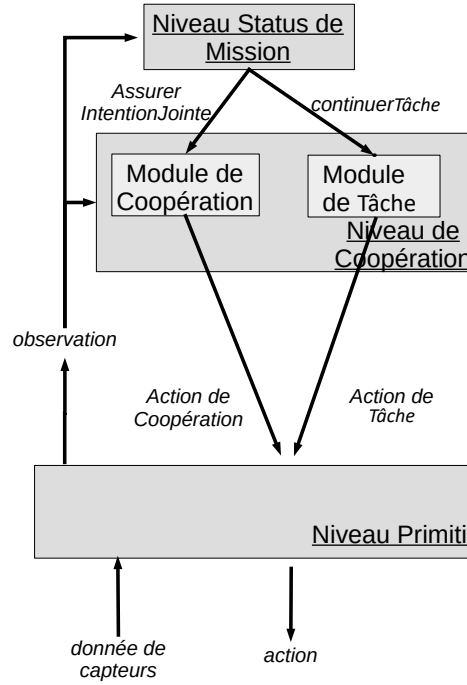 Niveau Status de
Mission
Assurer
IntentionJointe
continuerTâche
Module de
Coopération
Module
de Tâche
Niveau de
Coopération
observation
Action de
Coopération
Action de
Tâche
Niveau Primiti
donnée de
capteurs
action